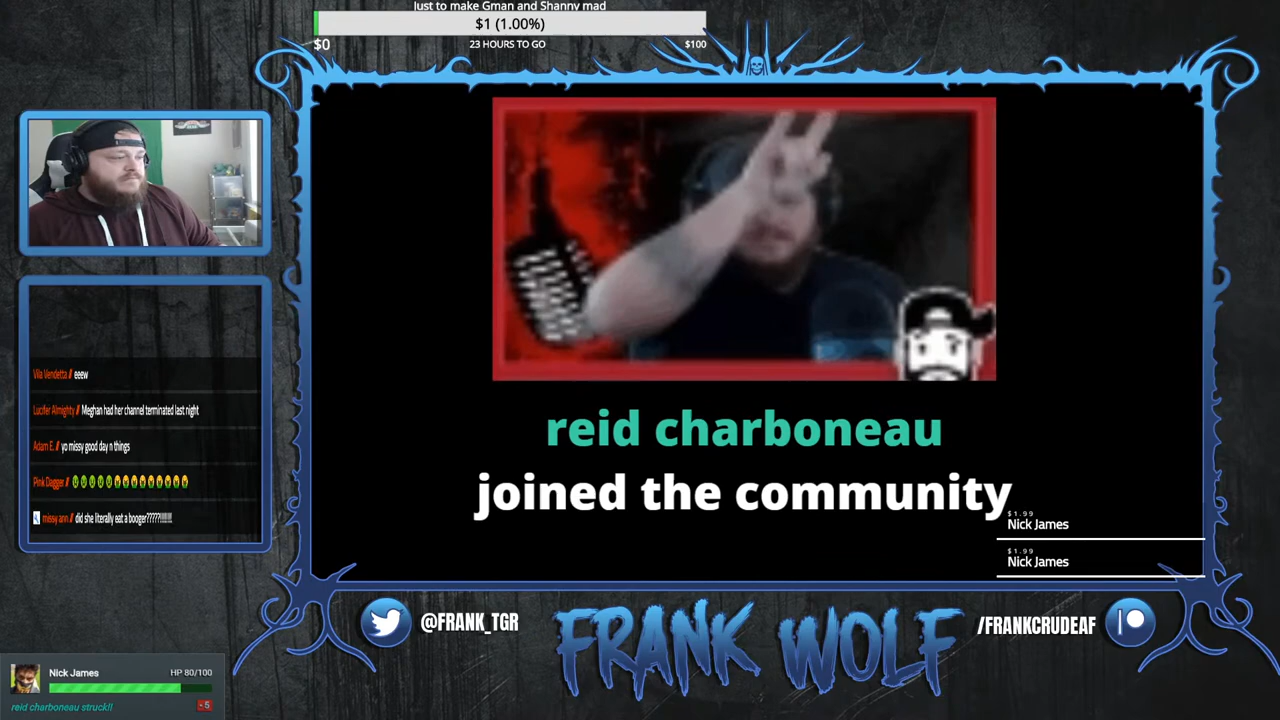 Just to make Gman and Shanny mad
$1 (1.00%)
$0
23 HOURS TO GO
$100
Viva Vendetta // eeew
Lucifer Almighty // Meghan had her channel terminated last night
Adam E. // yo missy good day n things
Pink Dagger //
missy ann // did she literally eat a booger?????!!!!!!!
reid charboneau
joined the community
$1.99
Nick James
$1.99
Nick James
@FRANK_TGR
FRANK WOLF
/FRANKCRUDEAF
Nick James
HP 80/100
reid charboneau struck!!
-5